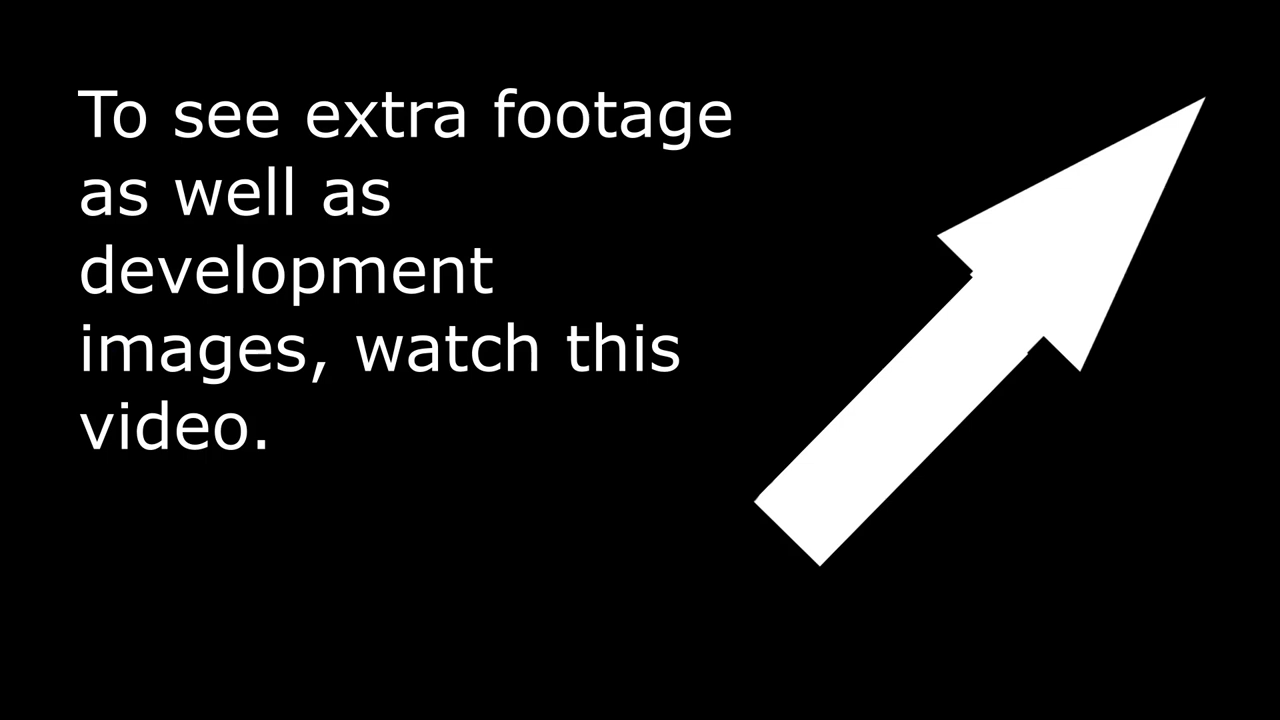 To see extra footage
as well as
development
images, watch this
video.